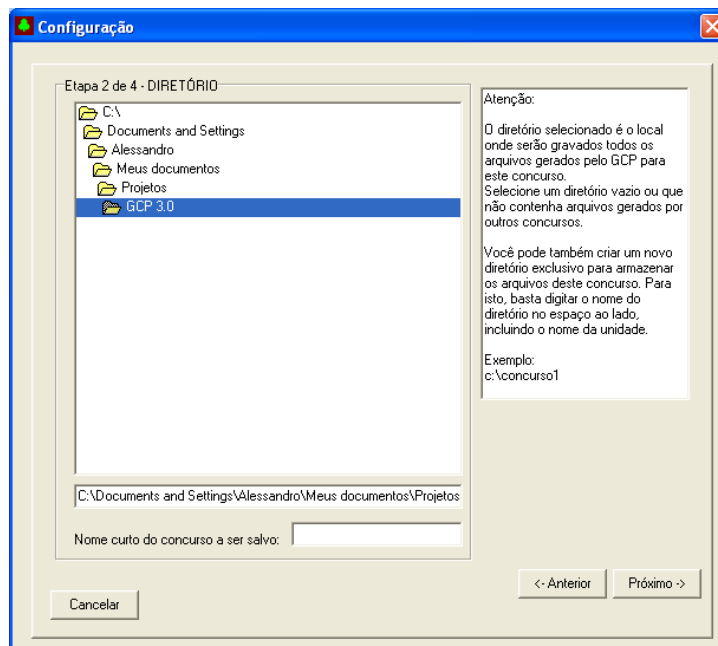 Configuração
Etapa 2 de 4 - DIRETÓRIO
C:\
Documents and Settings
Alessandro
Meus documentos
Projetos
GCP 3.0
C:\Documents and Settings\Alessandro\Meus documentos\Projetos
Nome curto do concurso a ser salvo:
Atenção:
O diretório selecionado é o local
onde serão gravados todos os
arquivos gerados pelo GCP para
este concurso.
Selecione um diretório vazio ou que
não contenha arquivos gerados por
outros concursos.
Você pode também criar um novo
diretório exclusivo para armazenar
os arquivos deste concurso. Para
isto, basta digitar o nome do
diretório no espaço ao lado,
incluindo o nome da unidade.
Exemplo:
c:\concurso1
<- Anterior
Próximo ->
Cancelar